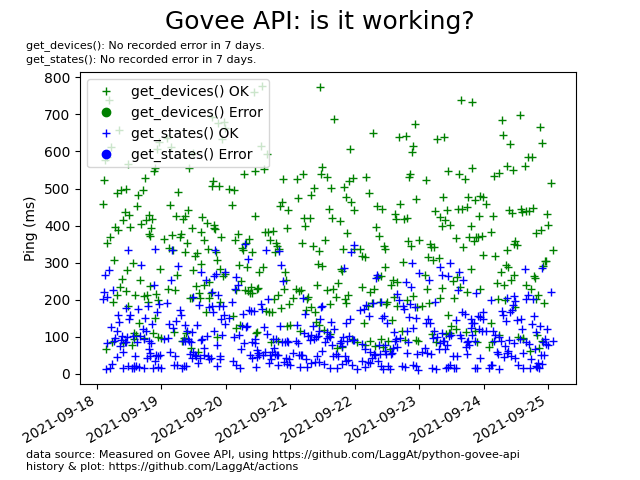 Govee API: is it working?
get_devices(): No recorded error in 7 days.
get_states(): No recorded error in 7 days.
get_devices() OK
get_devices() Error
get_states() OK
get_states() Error
Ping (ms)
800
700
600
500
400
300
200
100
0
2021-09-18
2021-09-19
2021-09-20
2021-09-21
2021-09-22
2021-09-23
2021-09-24
2021-09-25
data source: Measured on Govee API, using https://github.com/LaggAt/python-govee-api
history & plot: https://github.com/LaggAt/actions